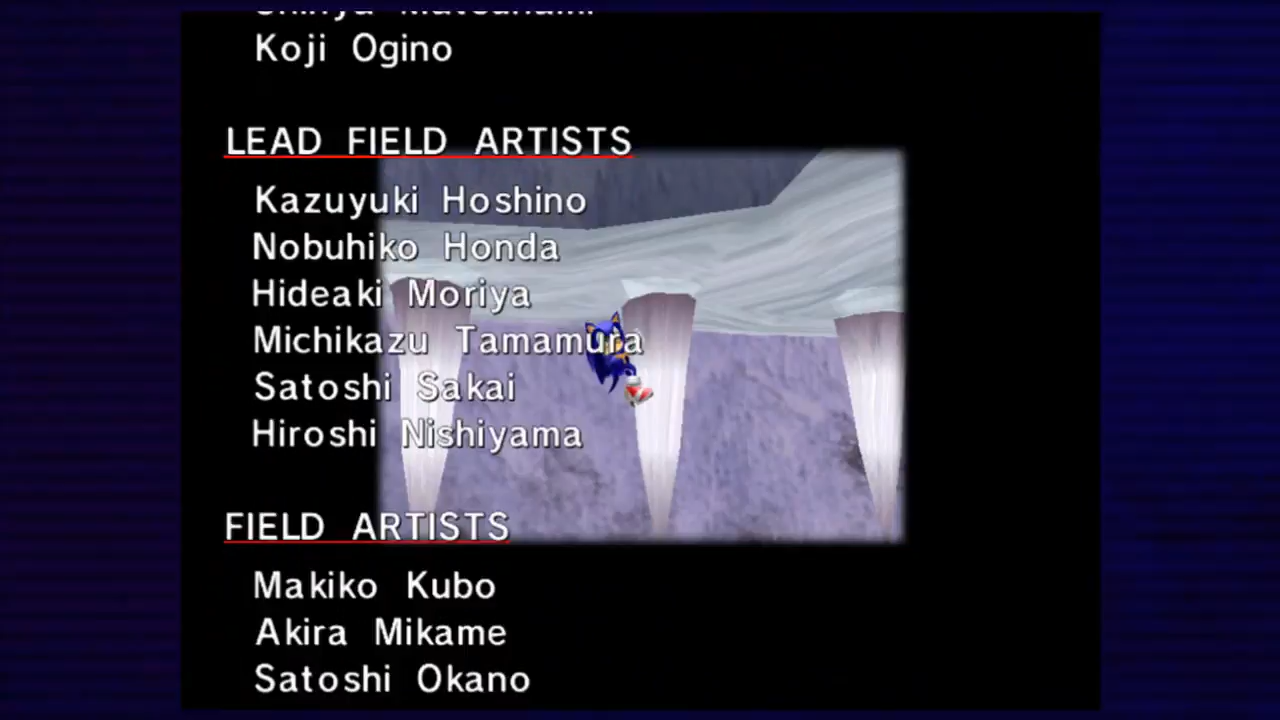 Koji Ogino
LEAD FIELD ARTISTS
Kazuyuki Hoshino
Nobuhiko Honda
Hideaki Moriya
Michikazu Tamamura
Satoshi Sakai
Hiroshi Nishiyama
FIELD ARTISTS
Makiko Kubo
Akira Mikame
Satoshi Okano